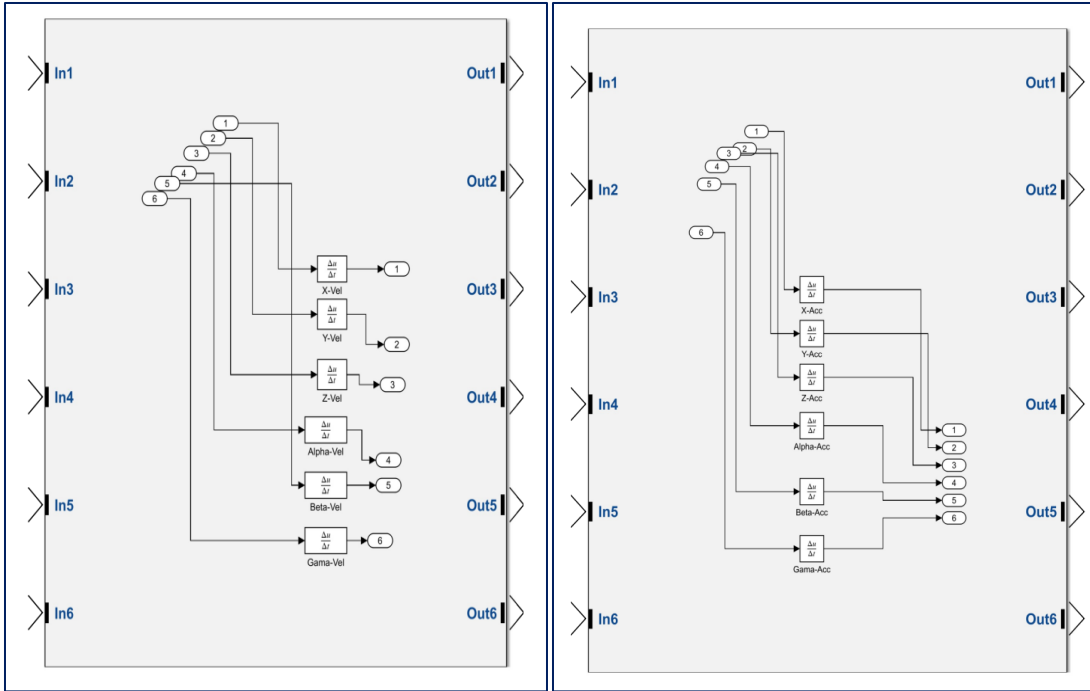 In1
Out1
1
2
3
4
In2
5
Out2
6
Δu
Δt
1
X-Vel
In3
Out3
Δu
Δt
Y-Vel
2
Δu
Δt
3
Z-Vel
In4
Out4
Δu
Δt
Alpha-Vel
4
Δu
Δt
5
Beta-Vel
In5
Out5
Δu
Δt
6
Gama-Vel
In6
Out6
In1
Out1
1
2
3
4
5
In2
Out2
6
Δu
Δt
X-Acc
In3
Out3
Δu
Δt
Y-Acc
Δu
Δt
Z-Acc
In4
Out4
Δu
Δt
Alpha-Acc
1
2
3
4
5
6
Δu
Δt
Beta-Acc
In5
Out5
Δu
Δt
Gama-Acc
In6
Out6